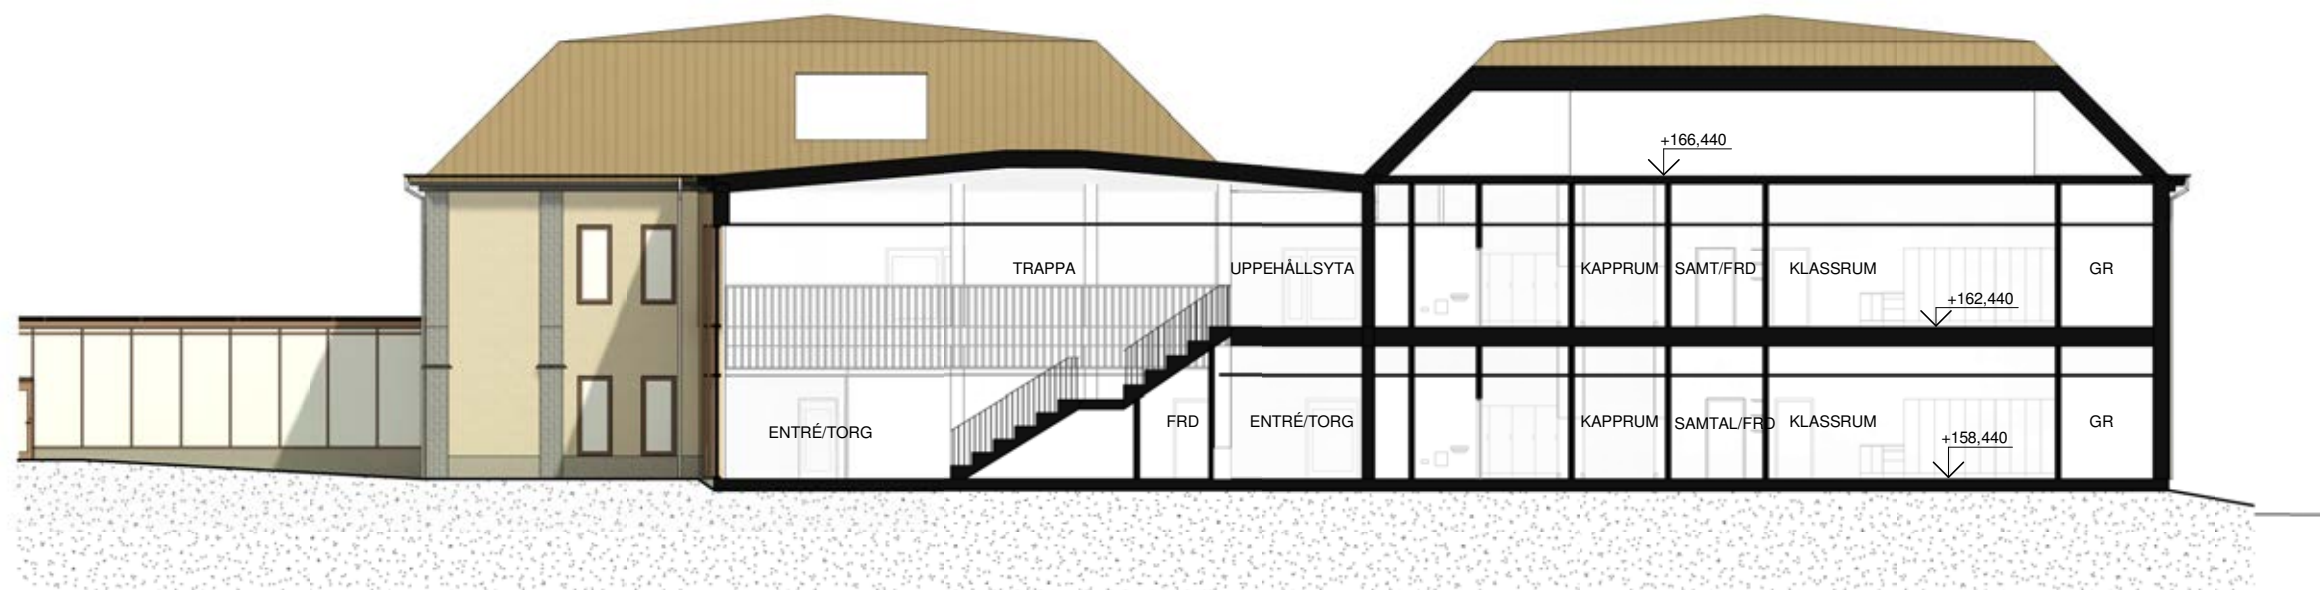 +166,440
TRAPPA
UPPEHÅLLSYTA
KAPPRUM
SAMT/FRD
KLASSRUM
GR
+162,440
ENTRÉ/TORG
FRD
ENTRÉ/TORG
KAPPRUM
SAMTAL/FRD
KLASSRUM
GR
+158,440